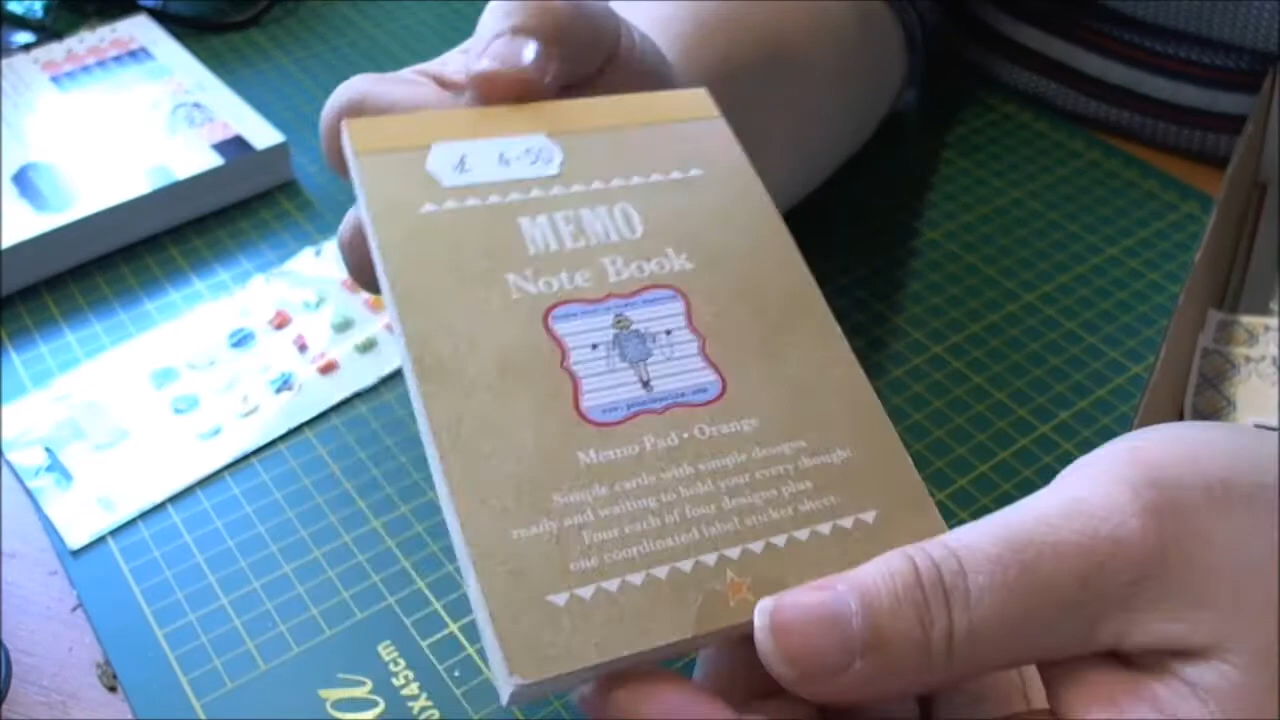 £ 4-50
MEMO
Note Book
Memo Pad • Orange
Simple cards with simple designs
ready and waiting to hold your every thought
Four each of four designs plus
one coordinated label sticker sheet.
X45cm